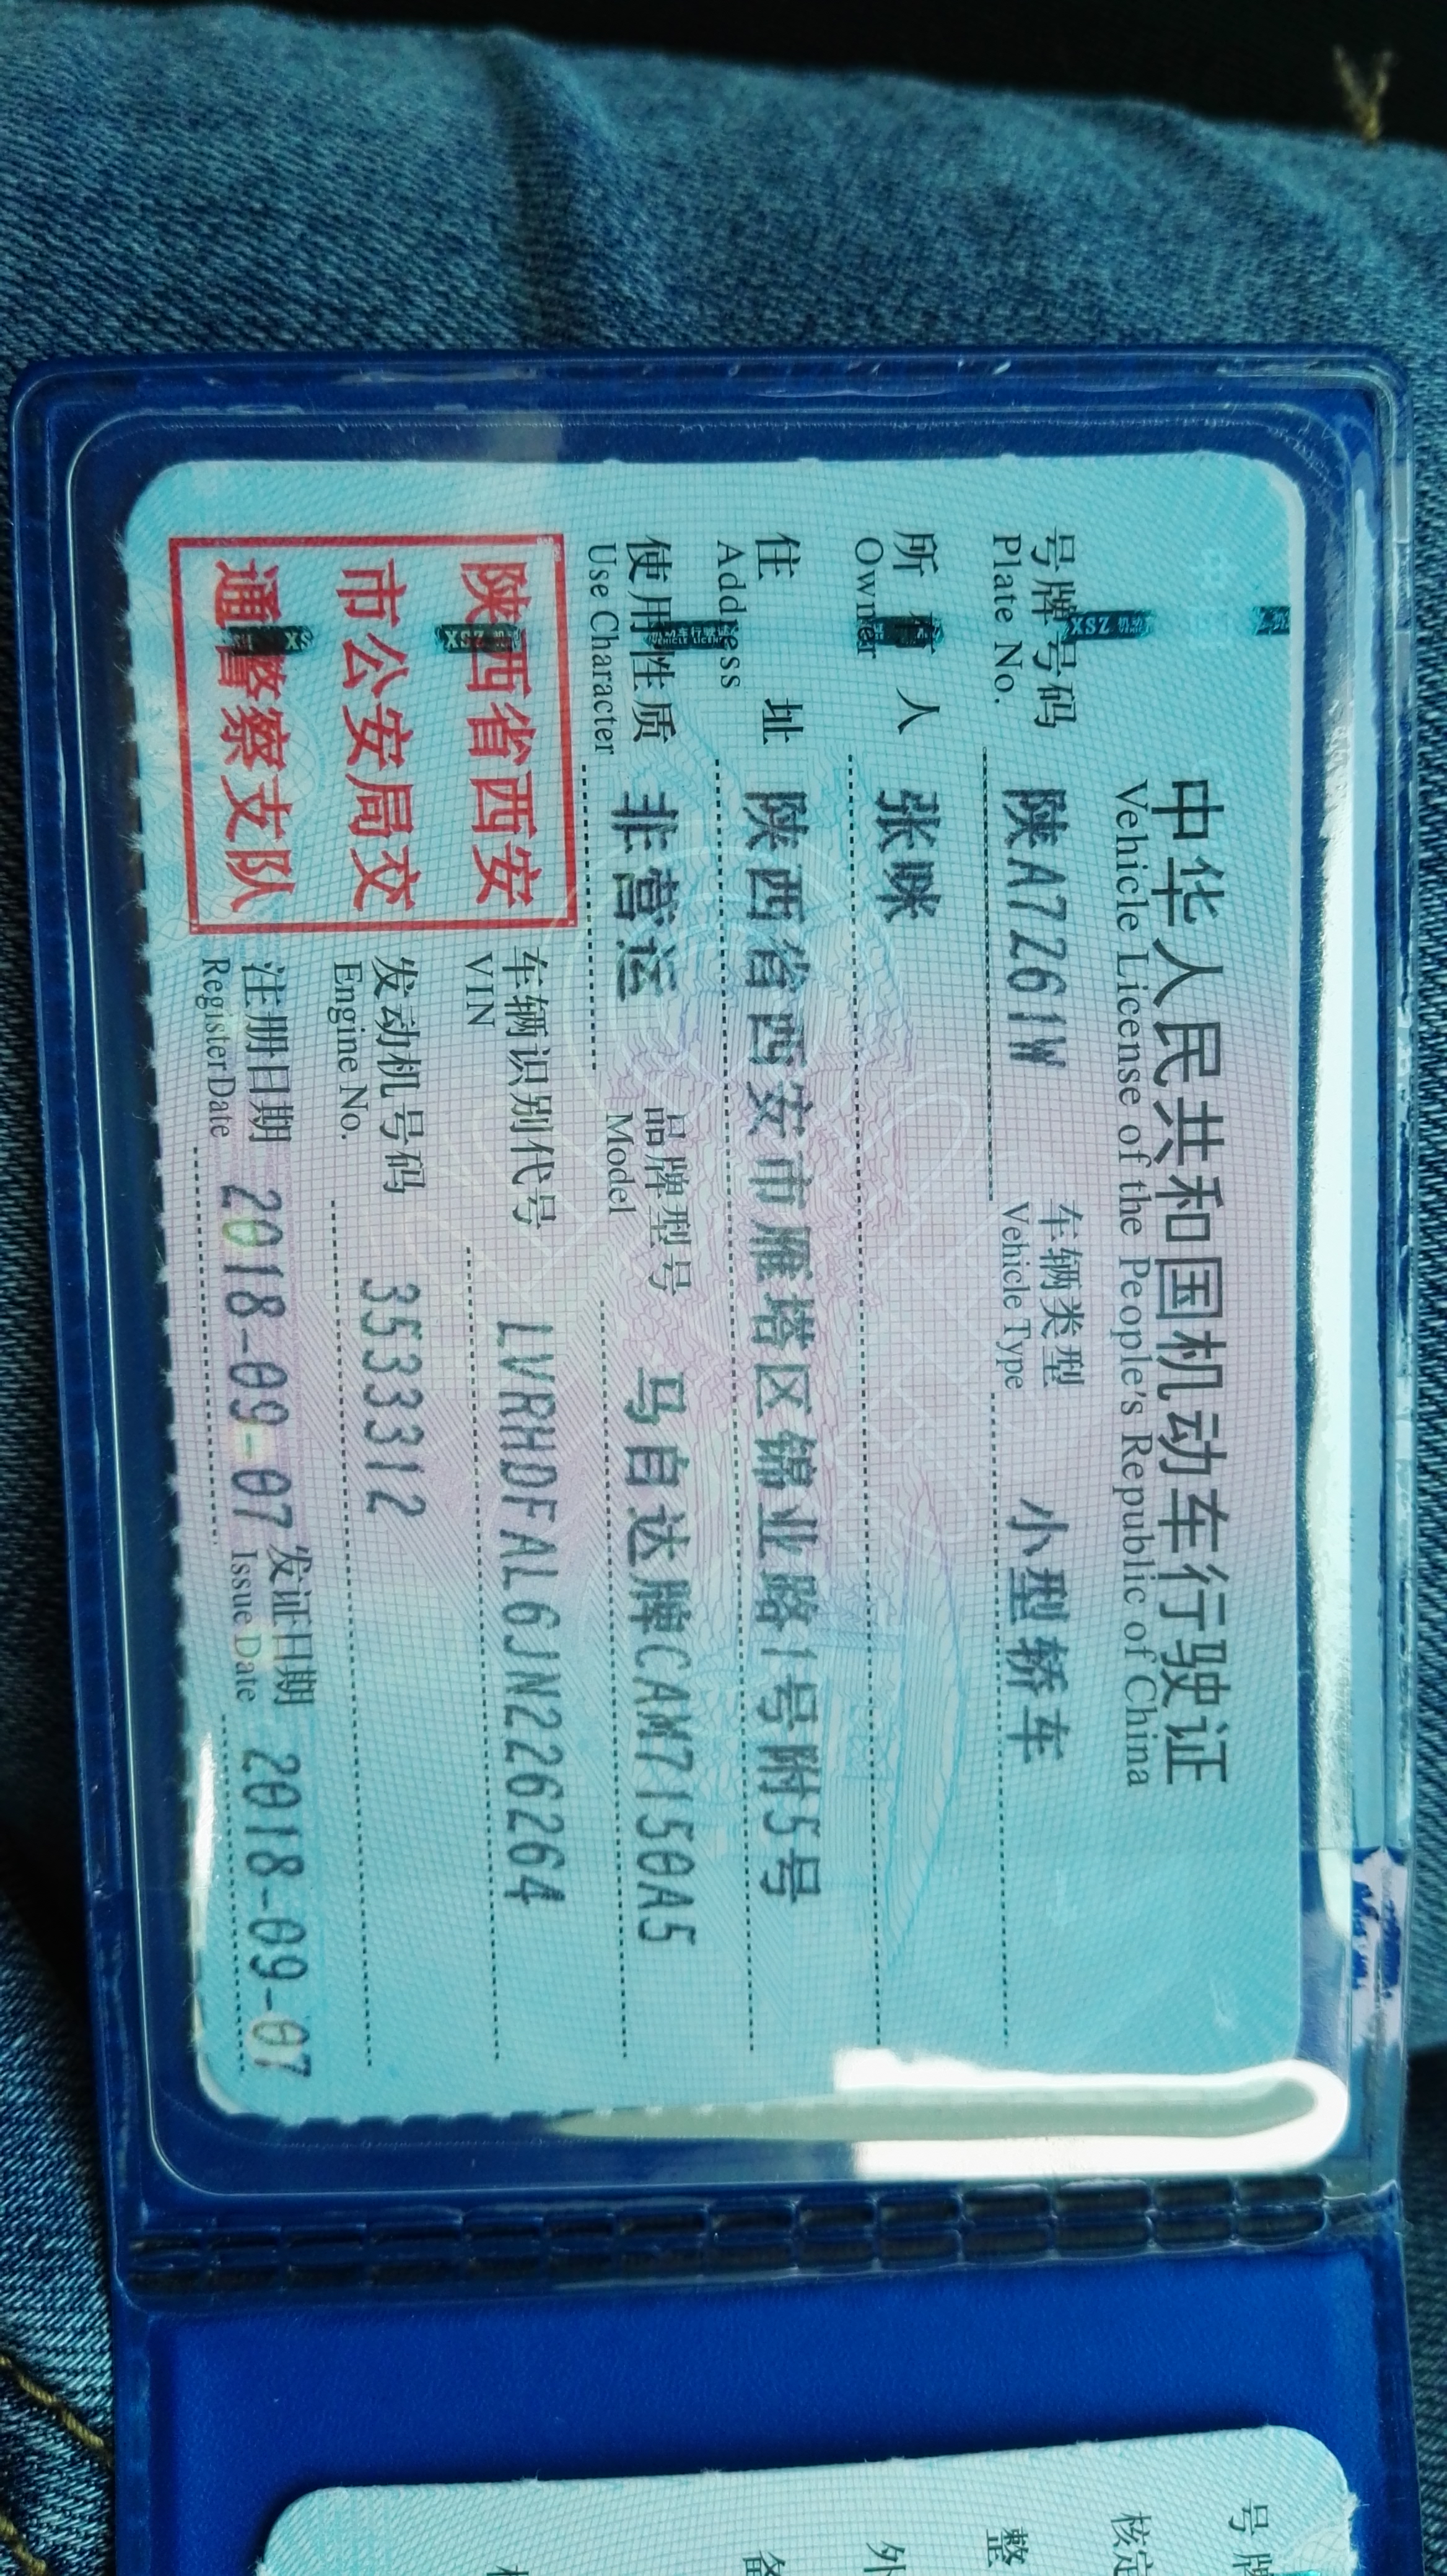 中华人民共和国机动车行驶证
Vehicle License of the People's Republic of China
号牌号码 陕A7Z61W 车辆类型 小型轿车
Plate No. Vehicle Type
所有人 张咪
Owner
住址 陕西省西安市雁塔区锦业路1号附5号
Address
使用性质 非营运 品牌型号 马自达牌CAM7150A5
Use Character Model
陕西省西安
市公安局交
通警察支队
车辆识别代号 LVRHDFAL6JN226264
VIN
发动机号码 3533312
Engine No.
注册日期 2018-09-07 发证日期 2018-09-07
Register Date Issue Date
号牌
核定
整
外
备